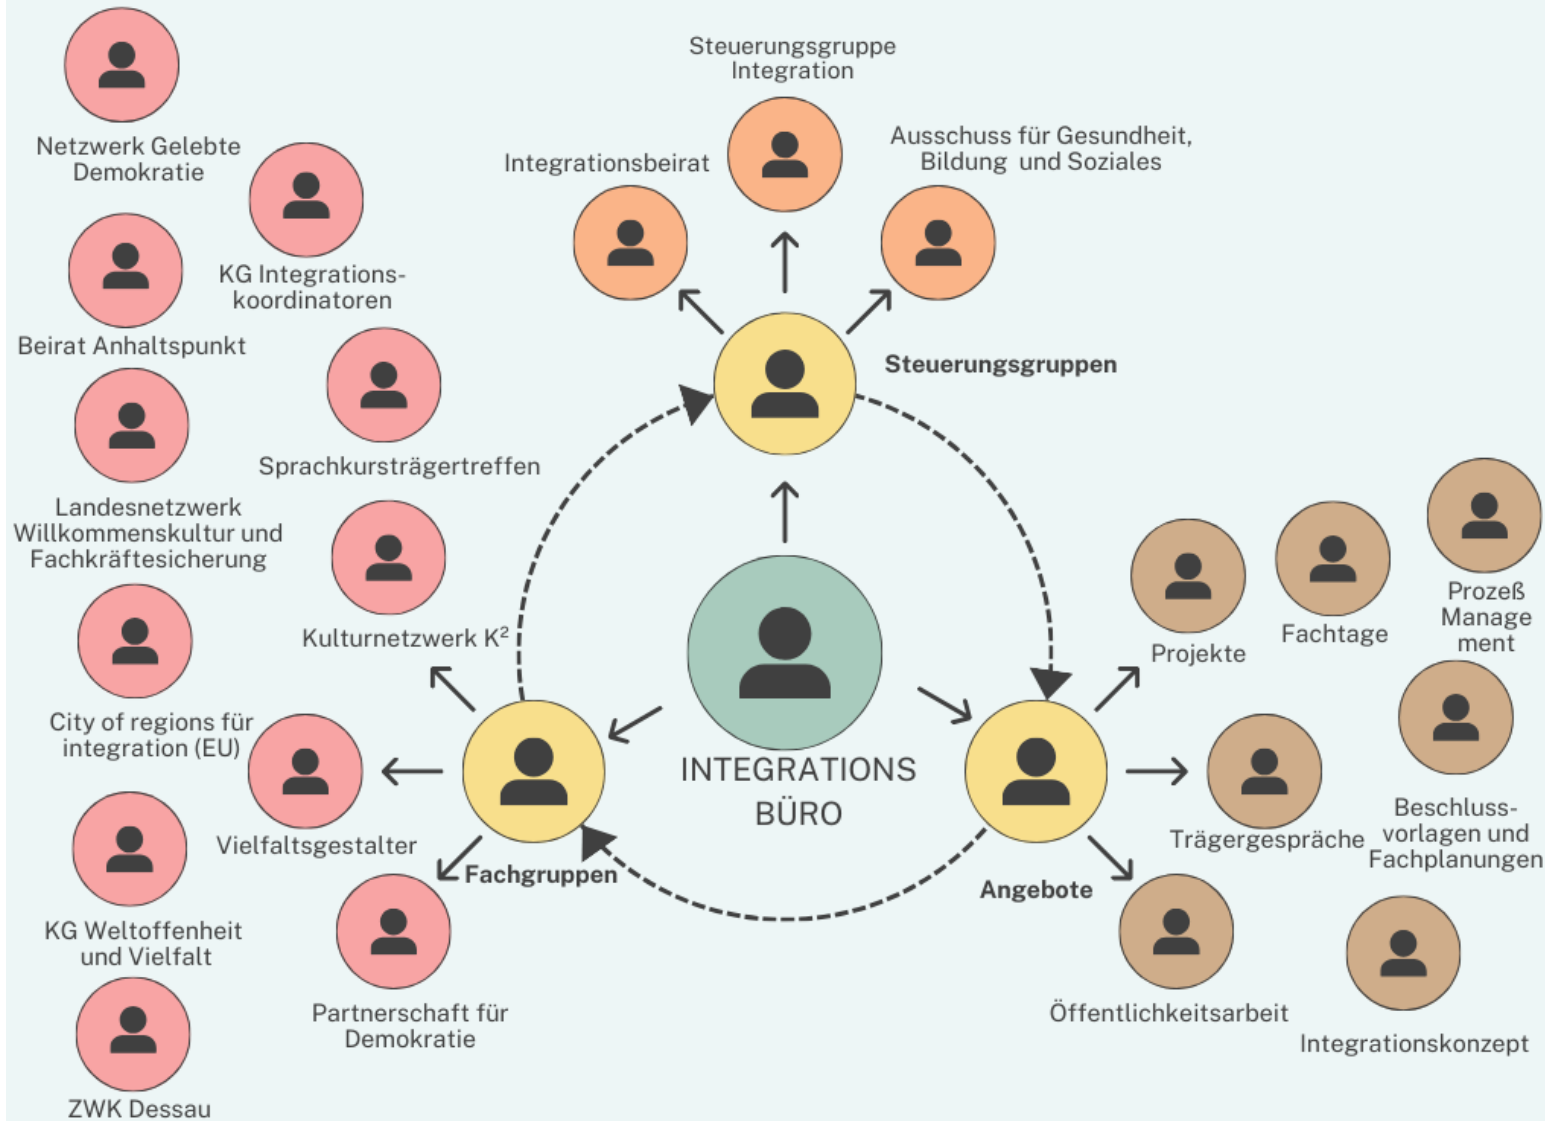 Steuerungsgruppe
Integration
Integrationsbeirat
Ausschuss für Gesundheit,
Bildung und Soziales
Steuerungsgruppen
Netzwerk Gelebte
Demokratie
KG Integrations-
koordinatoren
Beirat Anhaltspunkt
Sprachkursträgertreffen
Landesnetzwerk
Willkommenskultur und
Fachkräftesicherung
Kulturnetzwerk K²
City of regions für
integration (EU)
Vielfaltsgestalter
Fachgruppen
KG Weltoffenheit
und Vielfalt
Partnerschaft für
Demokratie
ZWK Dessau
INTEGRATIONS
BÜRO
Projekte
Fachtage
Prozeß
Manage
ment
Trägergespräche
Beschluss-
vorlagen und
Fachplanungen
Angebote
Öffentlichkeitsarbeit
Integrationskonzept